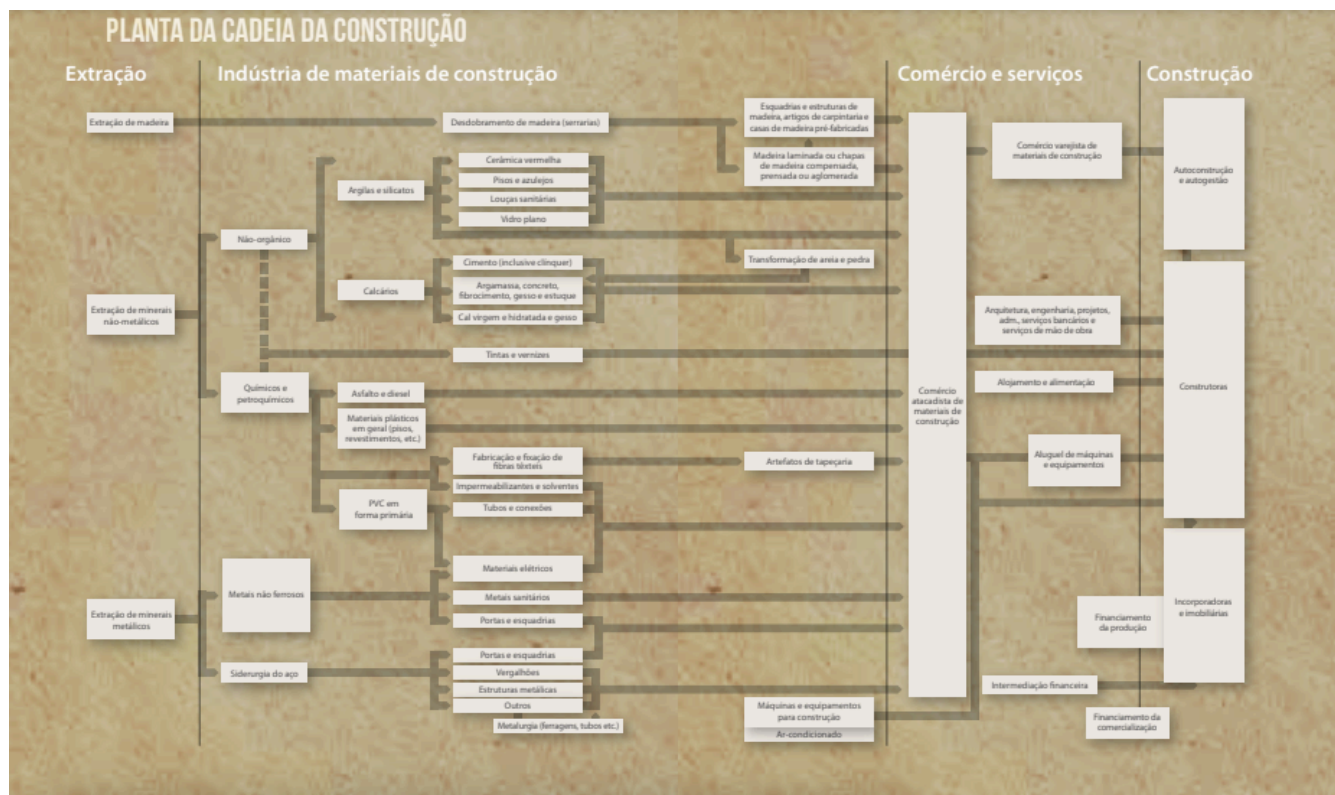 PLANTA DA CADEIA DA CONSTRUÇÃO
Extração
Indústria de materiais de construção
Comércio e serviços
Construção
Extração de madeira
Desdobramento de madeira (serrarias)
Esquadrias e estruturas de
madeira, artigos de carpintaria e
casas de madeira pré-fabricadas
Madeira laminada ou chapas
de madeira compensada,
prensada ou aglomerada
Comércio varejista de
materiais de construção
Autoconstrução
e autogestão
Cerâmica vermelha
Pisos e azulejos
Argilas e silicatos
Louças sanitárias
Vidro plano
Não-orgânico
Transformação de areia e pedra
Cimento (inclusive clínquer)
Calcários
Argamassa, concreto,
fibrocimento, gesso e estuque
Cal virgem e hidratada e gesso
Extração de minerais
não-metálicos
Arquitetura, engenharia, projetos,
adm., serviços bancários e
serviços de mão de obra
Tintas e vernizes
Químicos e
petroquímicos
Asfalto e diesel
Alojamento e alimentação
Construtoras
Comércio
atacadista de
materiais de
construção
Materiais plásticos
em geral (pisos,
revestimentos, etc.)
Fabricação e fixação de
fibras têxteis
Artefatos de tapeçaria
Aluguel de máquinas
e equipamentos
Impermeabilizantes e solventes
PVC em
forma primária
Tubos e conexões
Materiais elétricos
Metais não ferrosos
Metais sanitários
Portas e esquadrias
Extração de minerais
metálicos
Incorporadoras
e imobiliárias
Financiamento
da produção
Portas e esquadrias
Siderurgia do aço
Vergalhões
Estruturas metálicas
Outros
Metalurgia (ferragens, tubos etc.)
Intermediação financeira
Máquinas e equipamentos
para construção
Ar-condicionado
Financiamento da
comercialização